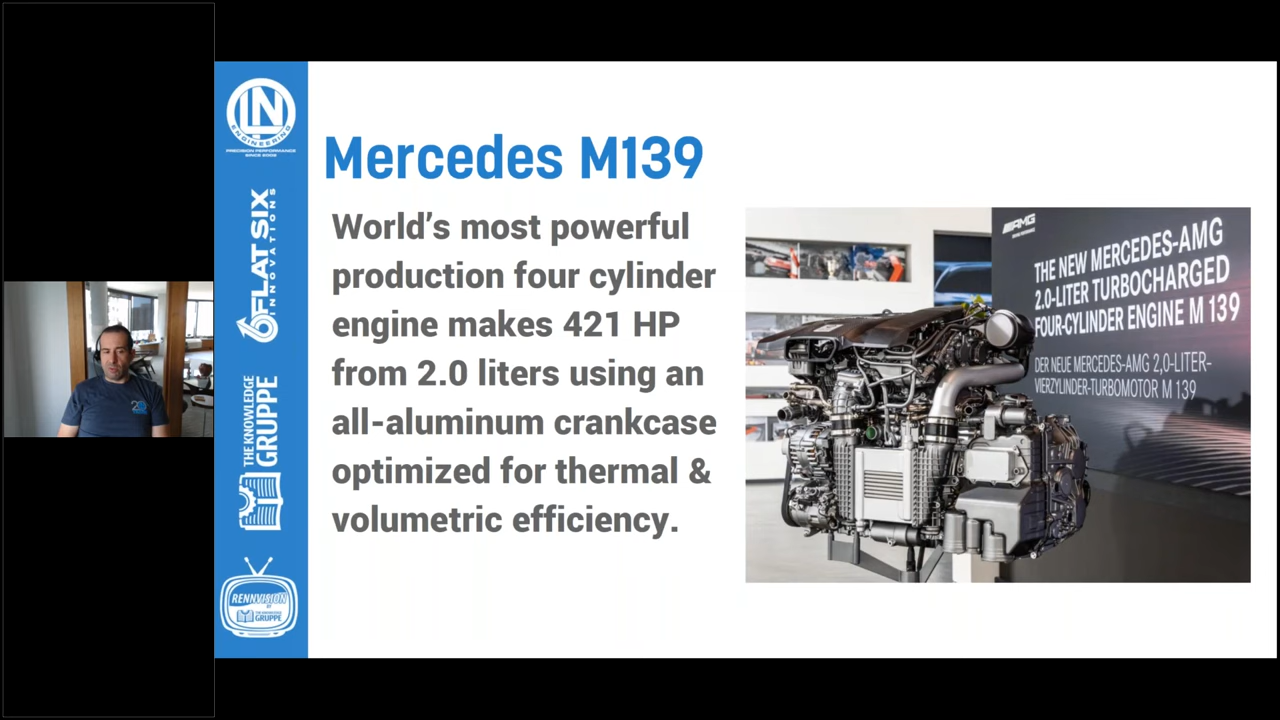 LN
ENGINEERING
PRECISION PERFORMANCE
SINCE 2002
FLAT SIX
INNOVATIONS
THE KNOWLEDGE
GRUPPE
RENNVISION
BY
THE KNOWLEDGE
GRUPPE
Mercedes M139
World’s most powerful
production four cylinder
engine makes 421 HP
from 2.0 liters using an
all-aluminum crankcase
optimized for thermal &
volumetric efficiency.
AMG
THE NEW MERCEDES-AMG
2.0-LITER TURBOCHARGED
FOUR-CYLINDER ENGINE M 139
DER NEUE MERCEDES-AMG 2,0-LITER-
VIERZYLINDER-TURBOMOTOR M 139